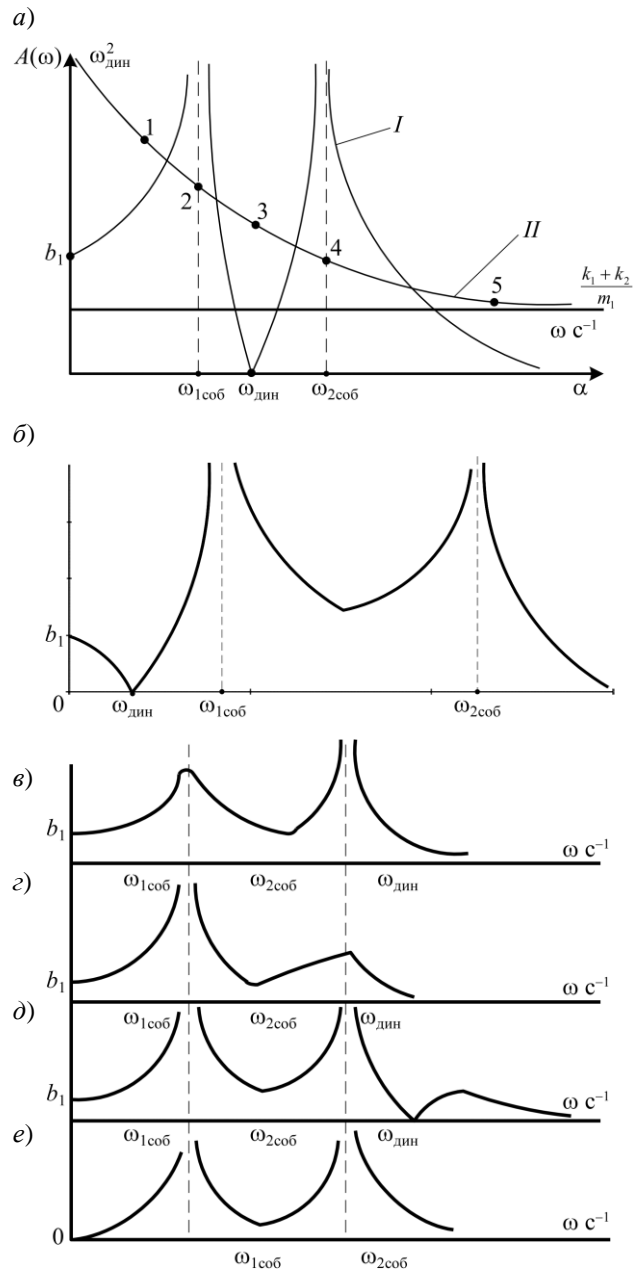 а)
A(ω) ω²дин
I
1
2
3
II
4
5
b₁
(k₁ + k₂)/m₁
ω с⁻¹
ω₁соб ωдин ω₂соб α
б)
b₁
0 ωдин ω₁соб ω₂соб
в)
b₁ ω с⁻¹
ω₁соб ω₂соб ωдин
г)
b₁ ω с⁻¹
ω₁соб ω₂соб ωдин
д)
b₁ ω с⁻¹
ω₁соб ω₂соб ωдин
е)
0 ω с⁻¹
ω₁соб ω₂соб